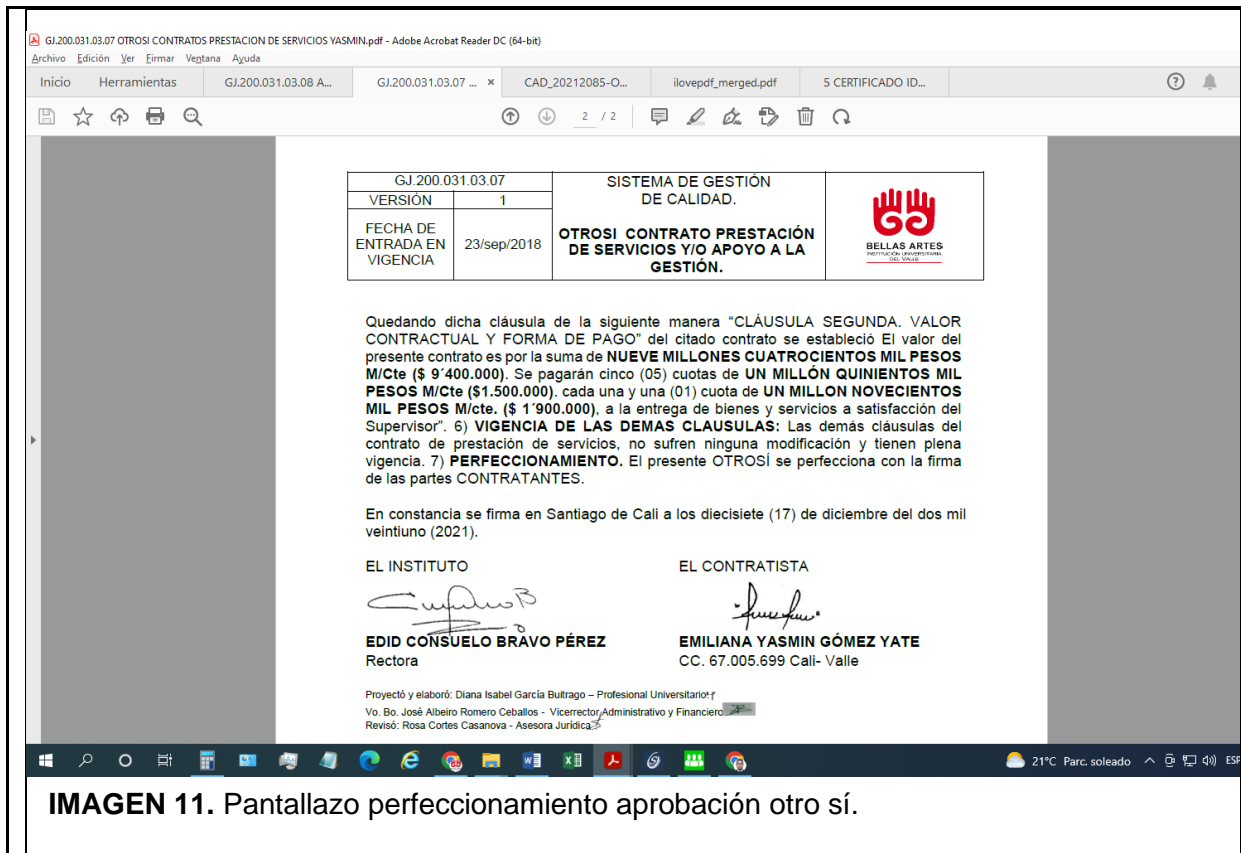 GJ.200.031.03.07 OTROSI CONTRATOS PRESTACION DE SERVICIOS YASMIN.pdf - Adobe Acrobat Reader DC (64-bit)
Archivo Edición Ver Eirmar Ventana Ayuda
Inicio Herramientas GJ.200.031.03.08 A... GJ.200.031.03.07 ... × CAD_20212085-O... ilovepdf_merged.pdf 5 CERTIFICADO ID...
2 / 2
GJ.200.031.03.07
VERSIÓN 1
FECHA DE
ENTRADA EN
VIGENCIA
23/sep/2018
SISTEMA DE GESTIÓN
DE CALIDAD.
OTROSI CONTRATO PRESTACIÓN
DE SERVICIOS Y/O APOYO A LA
GESTIÓN.
BELLAS ARTES
INSTITUCIÓN UNIVERSITARIA
DEL VALLE
Quedando dicha cláusula de la siguiente manera “CLÁUSULA SEGUNDA. VALOR
CONTRACTUAL Y FORMA DE PAGO” del citado contrato se estableció El valor del
presente contrato es por la suma de NUEVE MILLONES CUATROCIENTOS MIL PESOS
M/Cte ($ 9´400.000). Se pagarán cinco (05) cuotas de UN MILLÓN QUINIENTOS MIL
PESOS M/Cte ($1.500.000). cada una y una (01) cuota de UN MILLON NOVECIENTOS
MIL PESOS M/cte. ($ 1´900.000), a la entrega de bienes y servicios a satisfacción del
Supervisor”. 6) VIGENCIA DE LAS DEMAS CLAUSULAS: Las demás cláusulas del
contrato de prestación de servicios, no sufren ninguna modificación y tienen plena
vigencia. 7) PERFECCIONAMIENTO. El presente OTROSÍ se perfecciona con la firma
de las partes CONTRATANTES.
En constancia se firma en Santiago de Cali a los diecisiete (17) de diciembre del dos mil
veintiuno (2021).
EL INSTITUTO
EL CONTRATISTA
EDID CONSUELO BRAVO PÉREZ
Rectora
EMILIANA YASMIN GÓMEZ YATE
CC. 67.005.699 Cali- Valle
Proyectó y elaboró: Diana Isabel García Buitrago – Profesional Universitario
Vo. Bo. José Albeiro Romero Ceballos - Vicerrector Administrativo y Financiero
Revisó: Rosa Cortes Casanova - Asesora Jurídica
21°C Parc. soleado ESP
IMAGEN 11. Pantallazo perfeccionamiento aprobación otro sí.